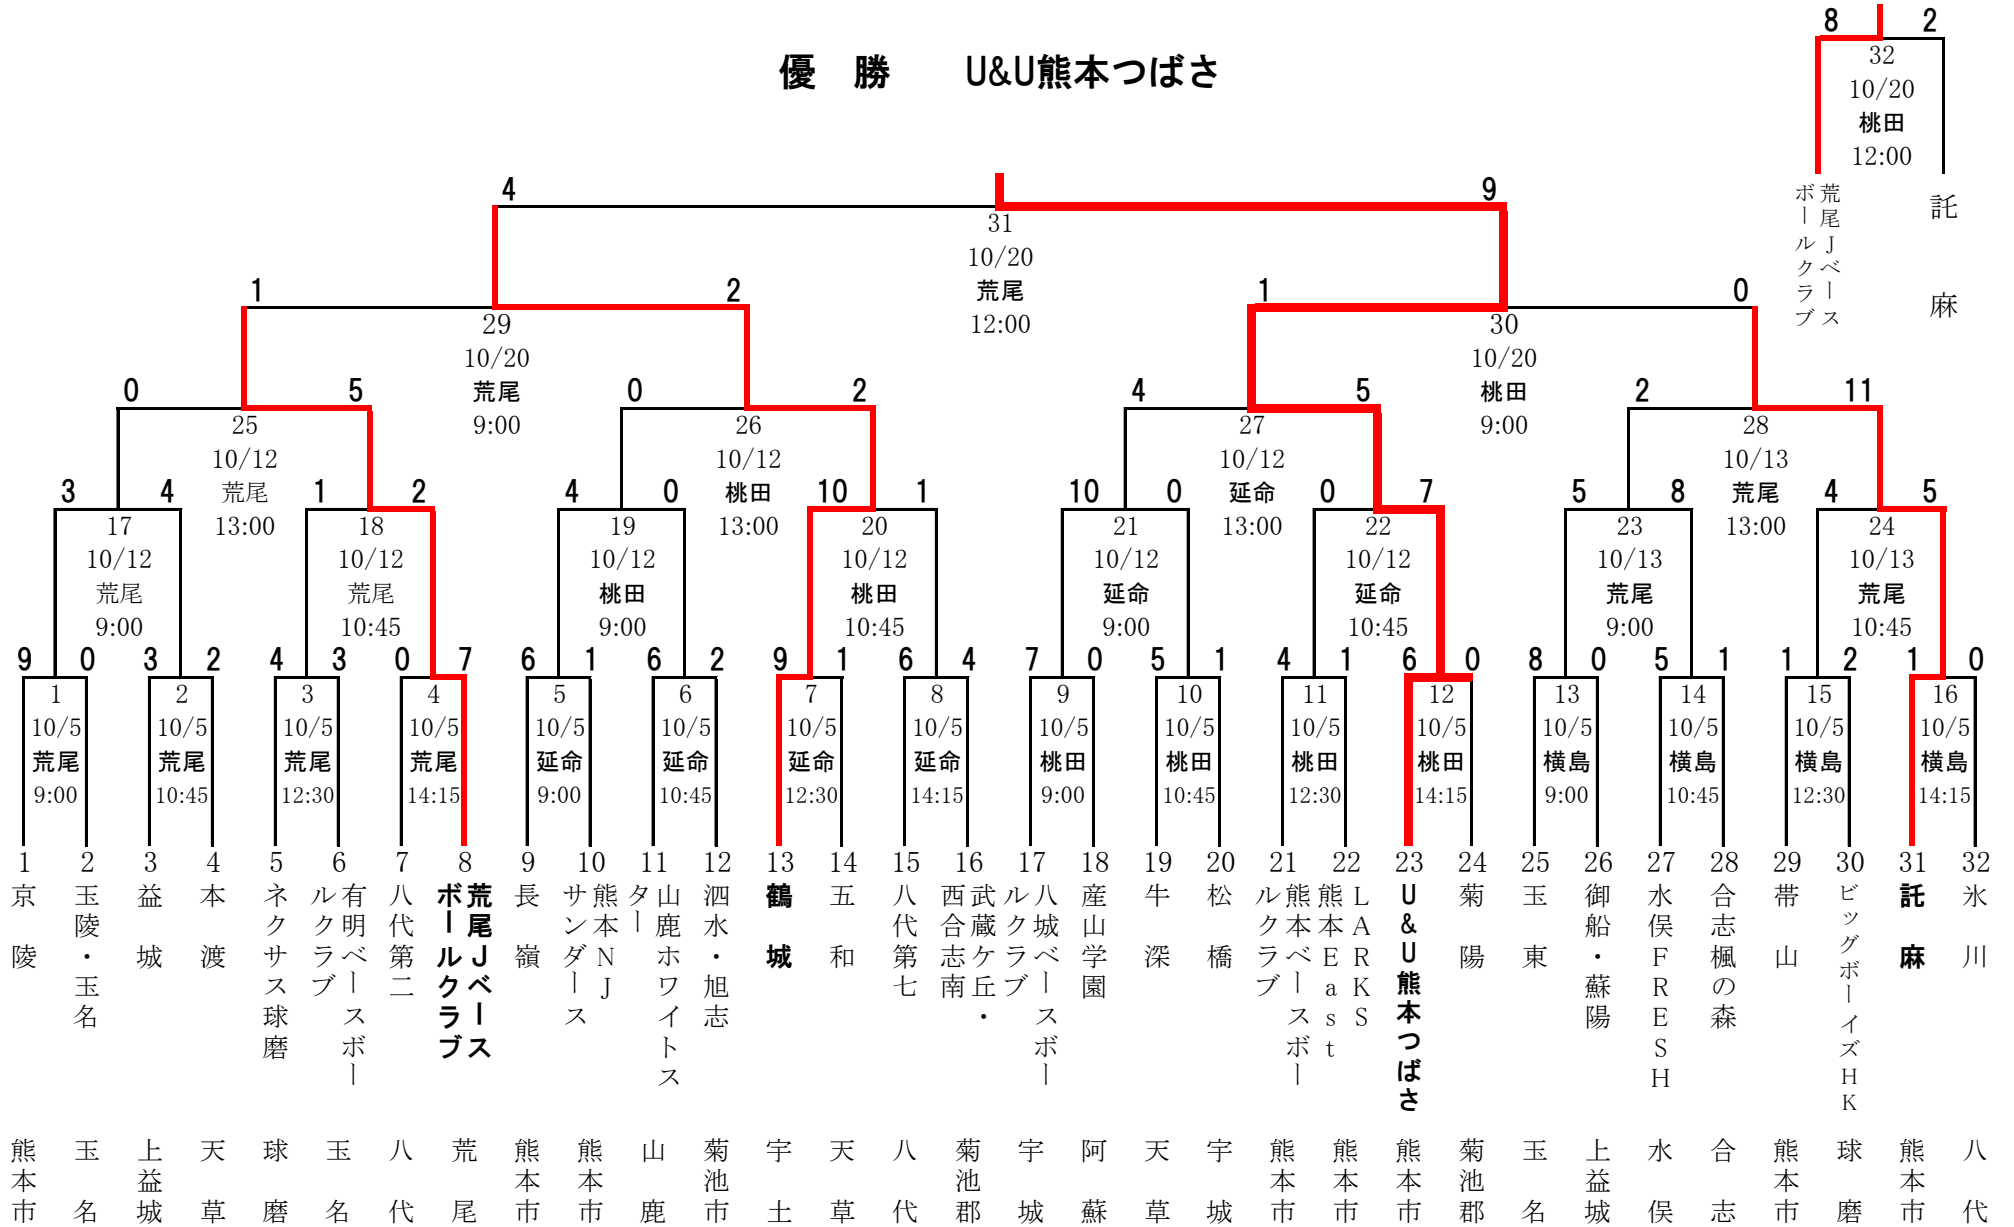 優　勝　　U&U熊本つばさ
8 2
32
10/20
桃田
12:00
荒尾Jベース
ボールクラブ
託　麻
4 9
31
10/20
荒尾
12:00
1 2 1 0
29 30
10/20 10/20
荒尾 桃田
9:00 9:00
0 5 0 2 4 5 2 11
25 26 27 28
10/12 10/12 10/12 10/13
荒尾 桃田 延命 荒尾
13:00 13:00 13:00 13:00
3 4 1 2 4 0 10 1 10 0 0 7 5 8 4 5
17 18 19 20 21 22 23 24
10/12 10/12 10/12 10/12 10/12 10/12 10/13 10/13
荒尾 荒尾 桃田 桃田 延命 延命 荒尾 荒尾
9:00 10:45 9:00 10:45 9:00 10:45 9:00 10:45
9 0 3 2 4 3 0 7 6 1 6 2 9 1 6 4 7 0 5 1 4 1 6 0 8 0 5 1 1 2 1 0
1 2 3 4 5 6 7 8 9 10 11 12 13 14 15 16
10/5 10/5 10/5 10/5 10/5 10/5 10/5 10/5 10/5 10/5 10/5 10/5 10/5 10/5 10/5 10/5
荒尾 荒尾 荒尾 荒尾 延命 延命 延命 延命 桃田 桃田 桃田 桃田 横島 横島 横島 横島
9:00 10:45 12:30 14:15 9:00 10:45 12:30 14:15 9:00 10:45 12:30 14:15 9:00 10:45 12:30 14:15
1 2 3 4 5 6 7 8 9 10 11 12 13 14 15 16 17 18 19 20 21 22 23 24 25 26 27 28 29 30 31 32
京　陵
玉陵・玉名
益　城
本　渡
ネクサス球磨
有明ベースボー
ルクラブ
八代第二
荒尾Jベース
ボールクラブ
長　嶺
熊本NJ
サンダース
山鹿ホワイトス
ター
泗水・旭志
鶴　城
五　和
八代第七
武蔵ケ丘・
西合志南
八城ベースボー
ルクラブ
産山学園
牛　深
松　橋
熊本ベースボー
ルクラブ
LARKS
熊本East
U&U熊本つばさ
菊　陽
玉　東
御船・蘇陽
水俣FRESH
合志楓の森
帯　山
ビッグボーイズHK
託　麻
氷　川
熊本市
玉　名
上益城
天　草
球　磨
玉　名
八　代
荒　尾
熊本市
熊本市
山　鹿
菊池市
宇　土
天　草
八　代
菊池郡
宇　城
阿　蘇
天　草
宇　城
熊本市
熊本市
熊本市
菊池郡
玉　名
上益城
水　俣
合　志
熊本市
球　磨
熊本市
八　代